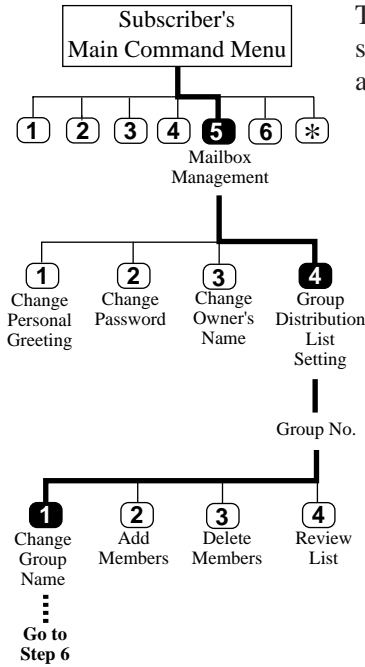 Subscriber's
Main Command Menu
T
s
a
1 2 3 4 5 6 *
Mailbox
Management
1 2 3 4
Change
Personal
Greeting
Change
Password
Change
Owner's
Name
Group
Distribution
List
Setting
Group No.
1 2 3 4
Change
Group
Name
Add
Members
Delete
Members
Review
List
Go to
Step 6